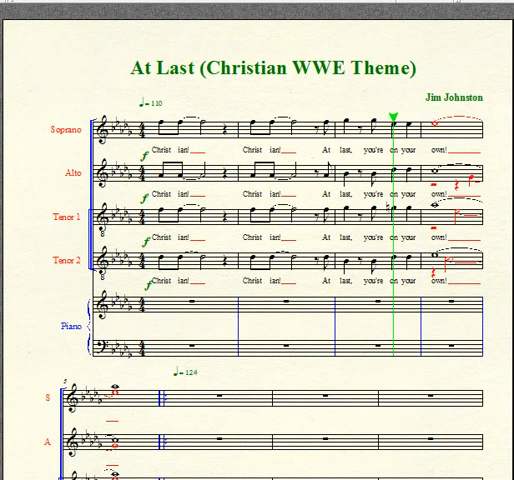 At Last (Christian WWE Theme)
♩= 110
Jim Johnston
Soprano
f Christ ian! Christ ian! At last, you're on your own!
Alto
f Christ ian! Christ ian! At last, you're on your own!
Tenor 1
f Christ ian! Christ ian! At last, you're on your own!
Tenor 2
f Christ ian! Christ ian! At last, you're on your own!
Piano
♩= 124
5
S
A